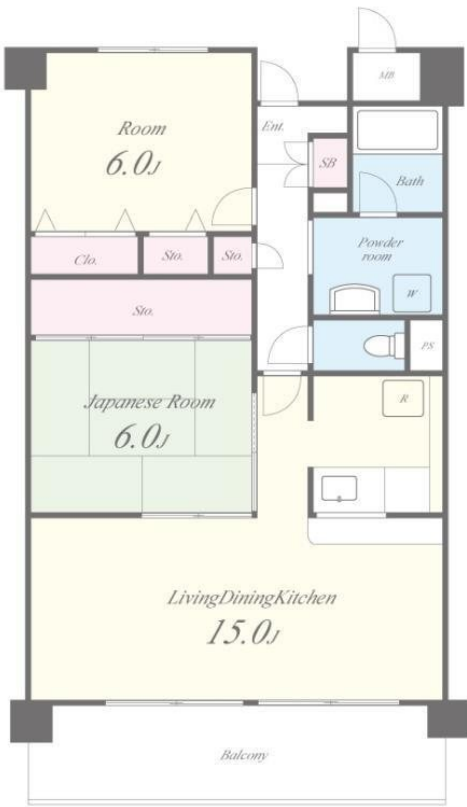 MB
Room
6.0J
Ent.
SB
Bath
Clo.
Sto.
Sto.
Powder
room
W
Sto.
PS
Japanese Room
6.0J
R
LivingDiningKitchen
15.0J
Balcony